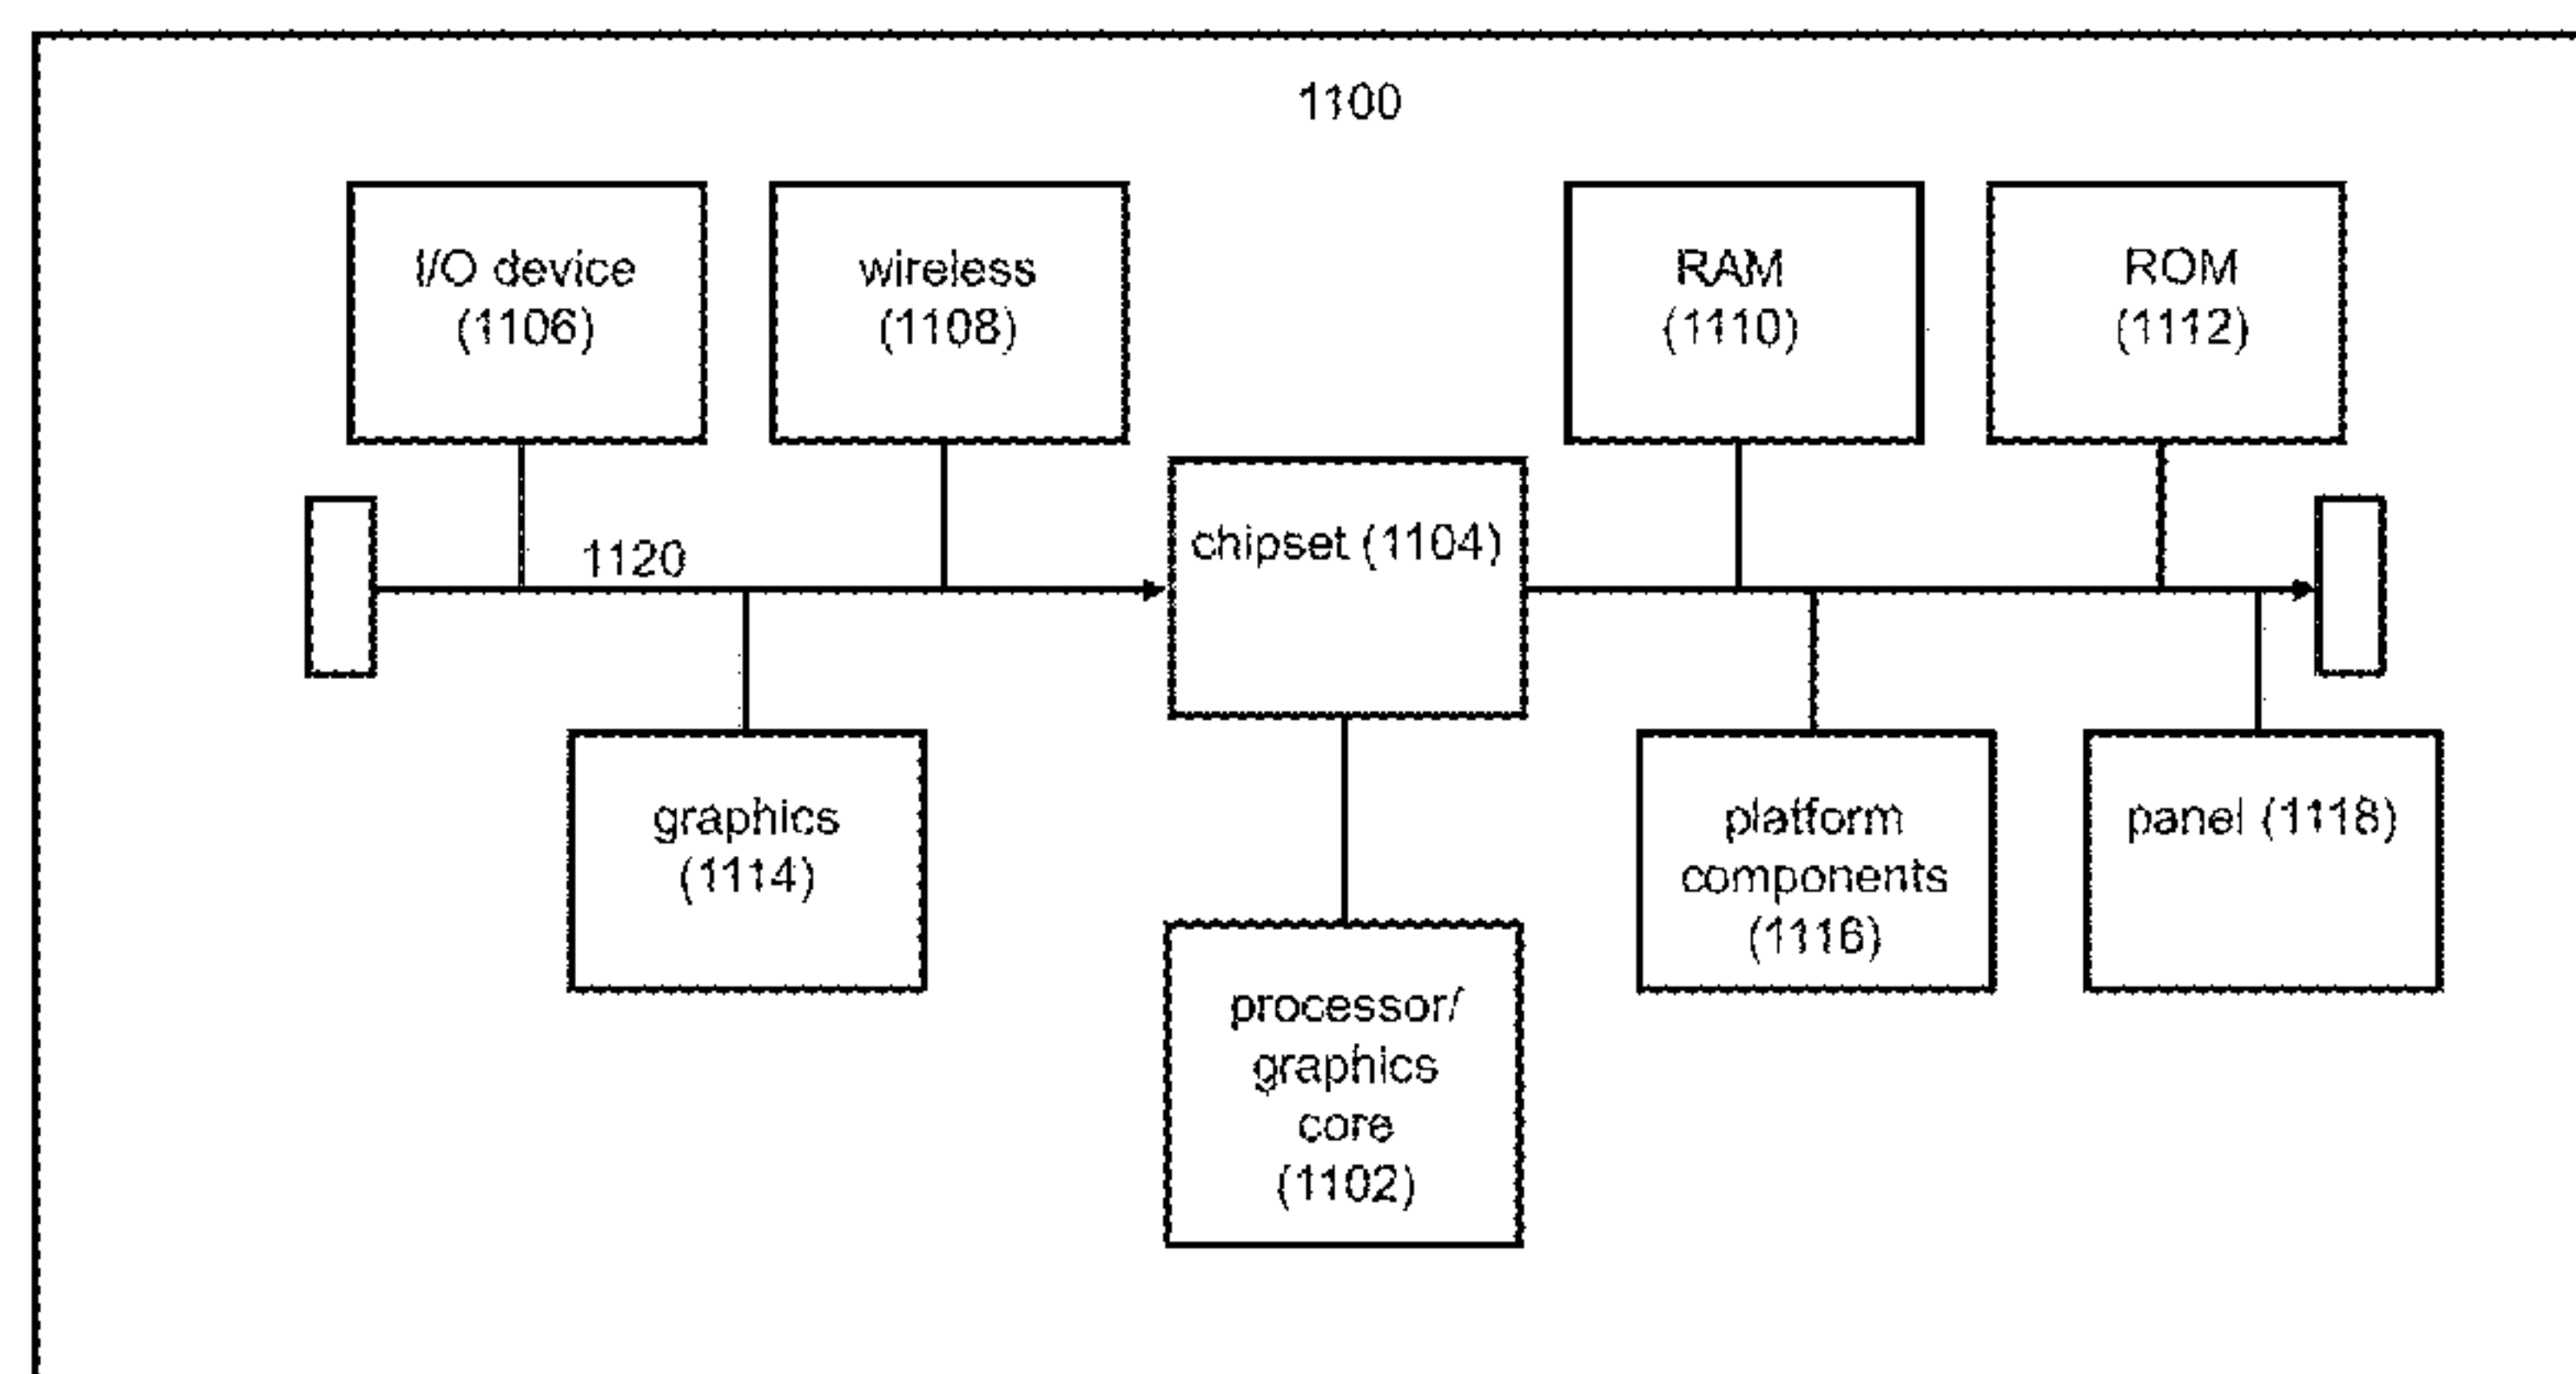 1100
I/O device
(1106)
wireless
(1108)
RAM
(1110)
ROM
(1112)
1120
chipset (1104)
graphics
(1114)
platform
components
(1116)
panel (1118)
processor/
graphics
core
(1102)